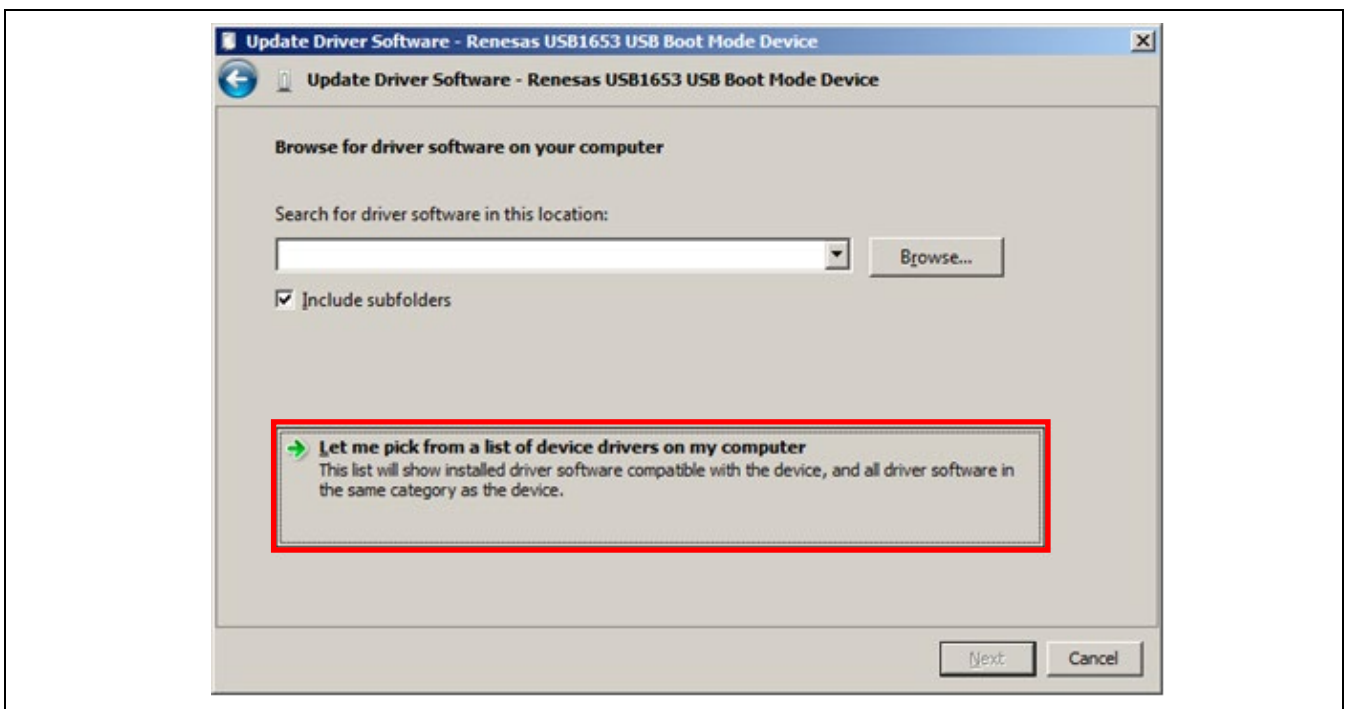 Update Driver Software - Renesas USB1653 USB Boot Mode Device
Update Driver Software - Renesas USB1653 USB Boot Mode Device
Browse for driver software on your computer
Search for driver software in this location:
Browse...
Include subfolders
Let me pick from a list of device drivers on my computer
This list will show installed driver software compatible with the device, and all driver software in
the same category as the device.
Next Cancel